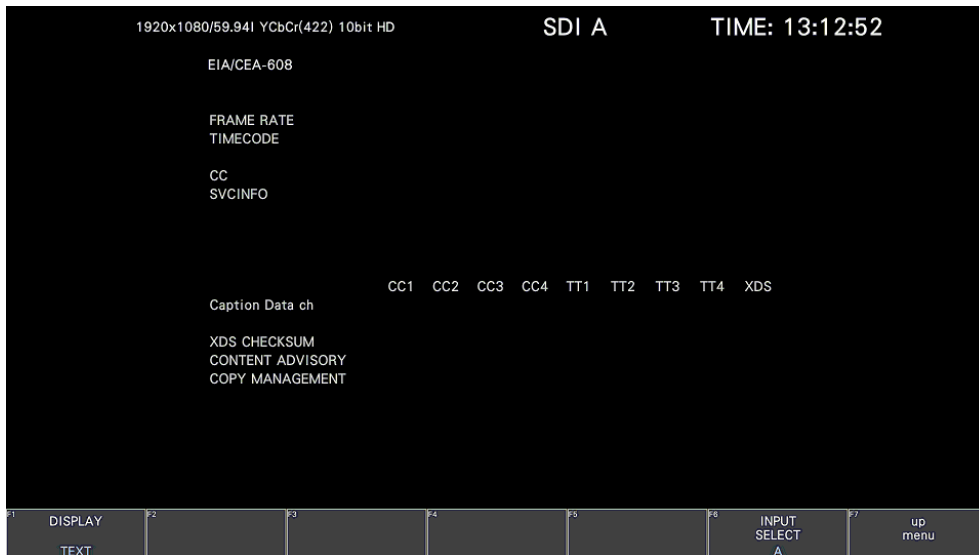 1920x1080/59.94I YCbCr(422) 10bit HD SDI A TIME: 13:12:52
EIA/CEA-608
FRAME RATE
TIMECODE
CC
SVCINFO
CC1 CC2 CC3 CC4 TT1 TT2 TT3 TT4 XDS
Caption Data ch
XDS CHECKSUM
CONTENT ADVISORY
COPY MANAGEMENT
F1 DISPLAY F2 F3 F4 F5 F6 INPUT F7 up
SELECT menu
TEXT A